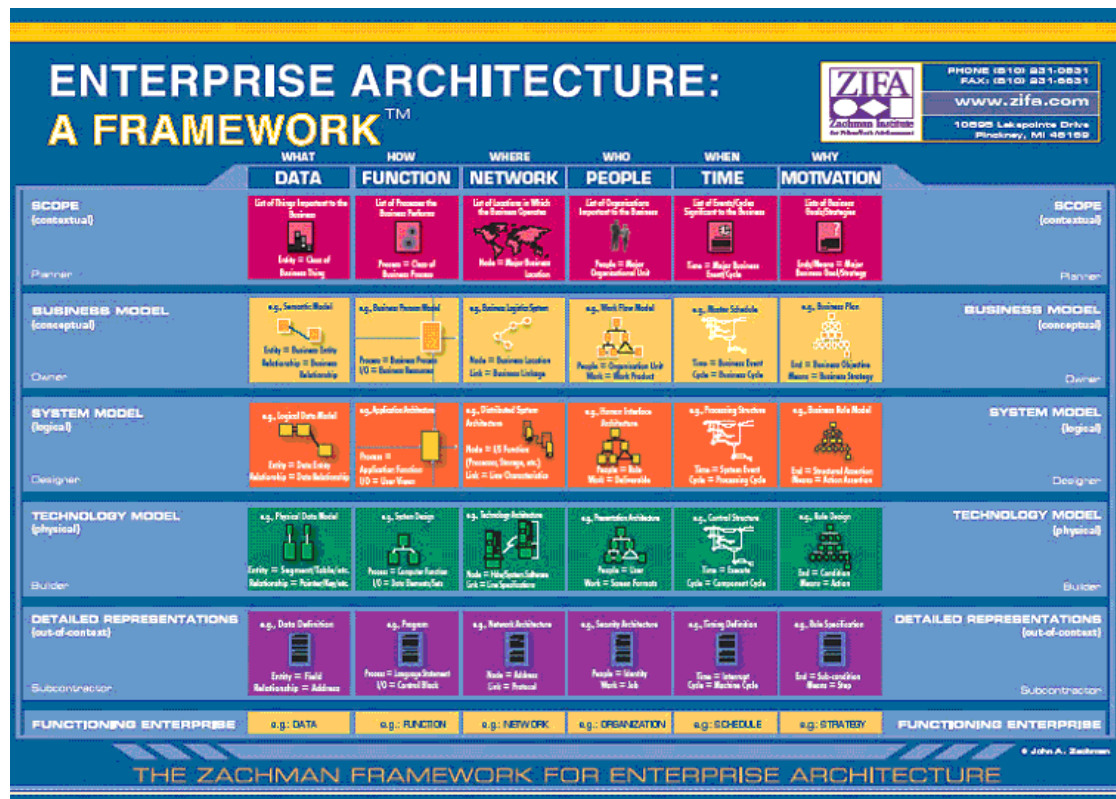 ENTERPRISE ARCHITECTURE:
A FRAMEWORK™
ZIFA
Zachman Institute
for Framework Advancement
PHONE (810) 231-0531
FAX: (810) 231-6631
www.zifa.com
10895 Lakepointe Drive
Pinckney, MI 48169
WHAT HOW WHERE WHO WHEN WHY
DATA FUNCTION NETWORK PEOPLE TIME MOTIVATION
SCOPE
(contextual)
Planner
List of Things Important to the
Business
Entity = Class of
Business Thing
List of Processes the
Business Performs
Process = Class of
Business Process
List of Locations in Which
the Business Operates
Node = Major Business
Location
List of Organizations
Important to the Business
People = Major
Organizational Unit
List of Events/Cycles
Significant to the Business
Time = Major Business
Event/Cycle
Lists of Business
Goals/Strategies
Ends/Means = Major
Business Goal/Strategy
SCOPE
(contextual)
Planner
BUSINESS MODEL
(conceptual)
Owner
e.g., Semantic Model
Entity = Business Entity
Relationship = Business
Relationship
e.g., Business Process Model
Process = Business Process
I/O = Business Resources
e.g., Business Logistics System
Node = Business Location
Link = Business Linkage
e.g., Work Flow Model
People = Organization Unit
Work = Work Product
e.g., Master Schedule
Time = Business Event
Cycle = Business Cycle
e.g., Business Plan
End = Business Objective
Means = Business Strategy
BUSINESS MODEL
(conceptual)
Owner
SYSTEM MODEL
(logical)
Designer
e.g., Logical Data Model
Entity = Data Entity
Relationship = Data Relationship
e.g., Application Architecture
Process =
Application Function
I/O = User Views
e.g., Distributed System
Architecture
Node = I/S Function
(Processor, Storage, etc.)
Link = Line Characteristics
e.g., Human Interface
Architecture
People = Role
Work = Deliverable
e.g., Processing Structure
Time = System Event
Cycle = Processing Cycle
e.g., Business Rule Model
End = Structural Assertion
Means = Action Assertion
SYSTEM MODEL
(logical)
Designer
TECHNOLOGY MODEL
(physical)
Builder
e.g., Physical Data Model
Entity = Segment/Table/etc.
Relationship = Pointer/Key/etc.
e.g., System Design
Process = Computer Function
I/O = Data Elements/Sets
e.g., Technology Architecture
Node = Hdw/System Software
Link = Line Specifications
e.g., Presentation Architecture
People = User
Work = Screen Formats
e.g., Control Structure
Time = Execute
Cycle = Component Cycle
e.g., Rule Design
End = Condition
Means = Action
TECHNOLOGY MODEL
(physical)
Builder
DETAILED REPRESENTATIONS
(out-of-context)
Subcontractor
e.g., Data Definition
Entity = Field
Relationship = Address
e.g., Program
Process = Language Statement
I/O = Control Block
e.g., Network Architecture
Node = Address
Link = Protocol
e.g., Security Architecture
People = Identity
Work = Job
e.g., Timing Definition
Time = Interrupt
Cycle = Machine Cycle
e.g., Rule Specification
End = Sub-condition
Means = Step
DETAILED REPRESENTATIONS
(out-of-context)
Subcontractor
FUNCTIONING ENTERPRISE
e.g.: DATA
e.g.: FUNCTION
e.g.: NETWORK
e.g.: ORGANIZATION
e.g.: SCHEDULE
e.g.: STRATEGY
FUNCTIONING ENTERPRISE
© John A. Zachman
THE ZACHMAN FRAMEWORK FOR ENTERPRISE ARCHITECTURE